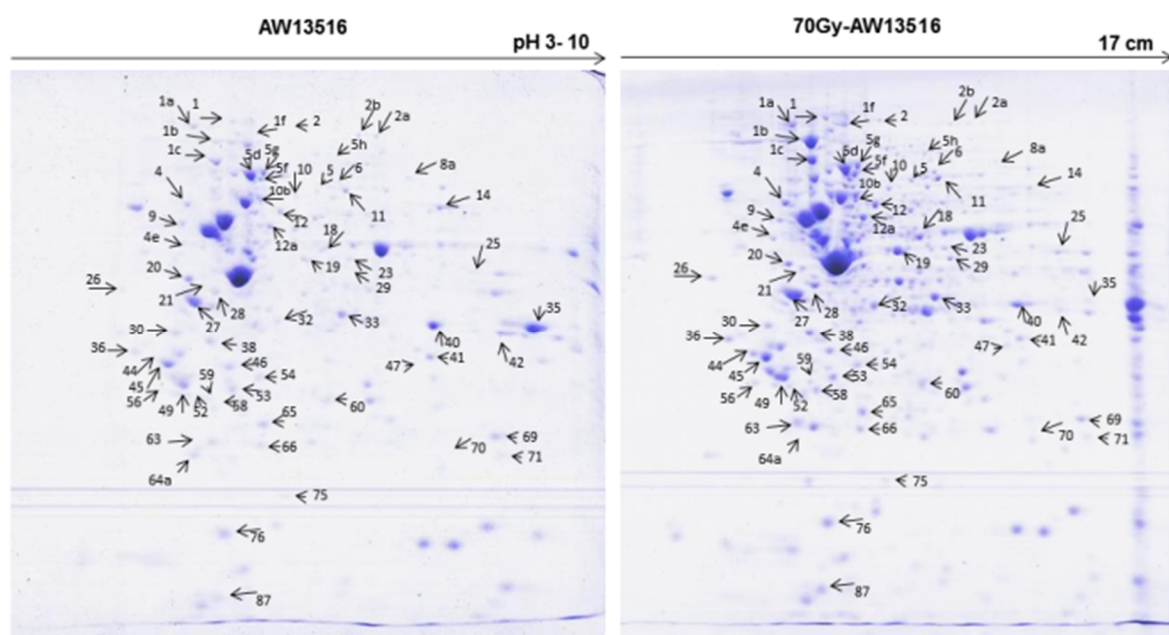 AW13516
pH 3- 10
1a 1 1f 2 2b 2a
1b 5h
1c 5d 5g 5f 10 5 6 8a
4 10b 14
9 12 11
4e 12a 18 25
20 19 23
26 29
21 28 32 33 35
27
30 38 40 42
36 46 47 41
44 59 54
45 53
56 49 52 58 60
65
63 66 70 69
64a 71
75
76
87
70Gy-AW13516
17 cm
1a 1 1f 2 2b 2a
1b 5g 5h
1c 5d 5f 10 5 6 8a
4 10b 14
9 12 11
4e 12a 18 25
20 19 23
26 29
21 28 32 33 35
27 40 42
30 38
36 46 47 41
44 59 54
45 53
56 49 52 58 60
65
63 66 70 69
64a 71
75
76
87